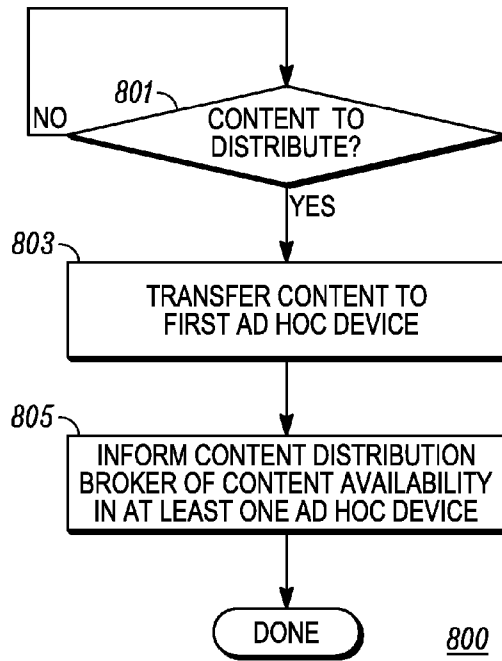 801
CONTENT TO
DISTRIBUTE?
NO
YES
803
TRANSFER CONTENT TO
FIRST AD HOC DEVICE
805
INFORM CONTENT DISTRIBUTION
BROKER OF CONTENT AVAILABILITY
IN AT LEAST ONE AD HOC DEVICE
DONE
800